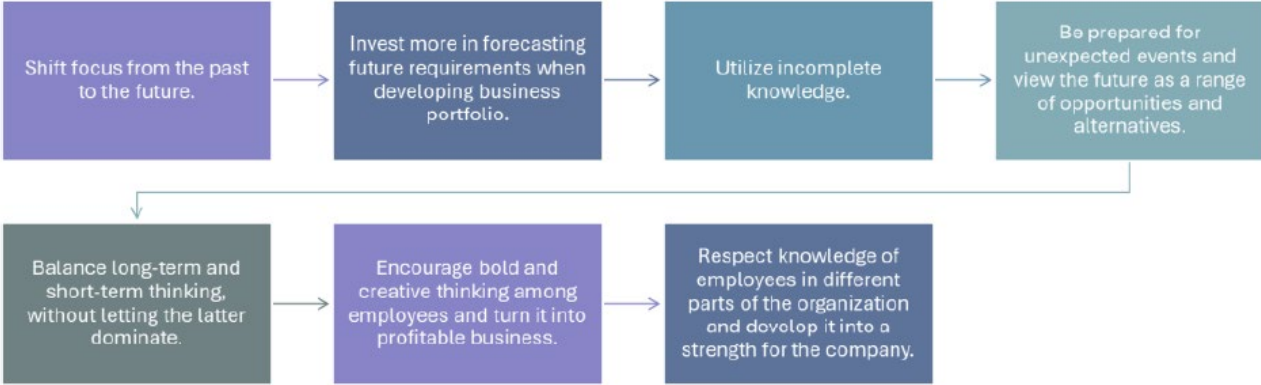 Shift focus from the past
to the future.
Invest more in forecasting
future requirements when
developing business
portfolio.
Utilize incomplete
knowledge.
Be prepared for
unexpected events and
view the future as a range
of opportunities and
alternatives.
Balance long-term and
short-term thinking,
without letting the latter
dominate.
Encourage bold and
creative thinking among
employees and turn it into
profitable business.
Respect knowledge of
employees in different
parts of the organization
and develop it into a
strength for the company.